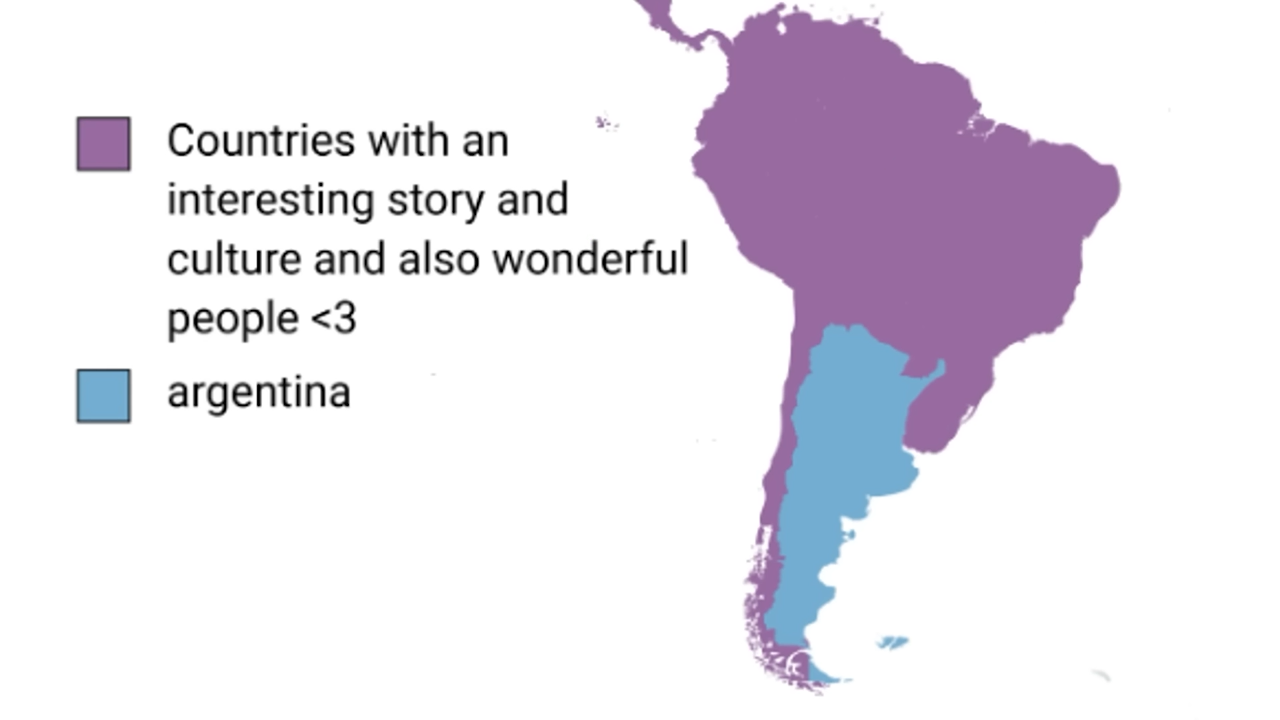 Countries with an
interesting story and
culture and also wonderful
people <3
argentina